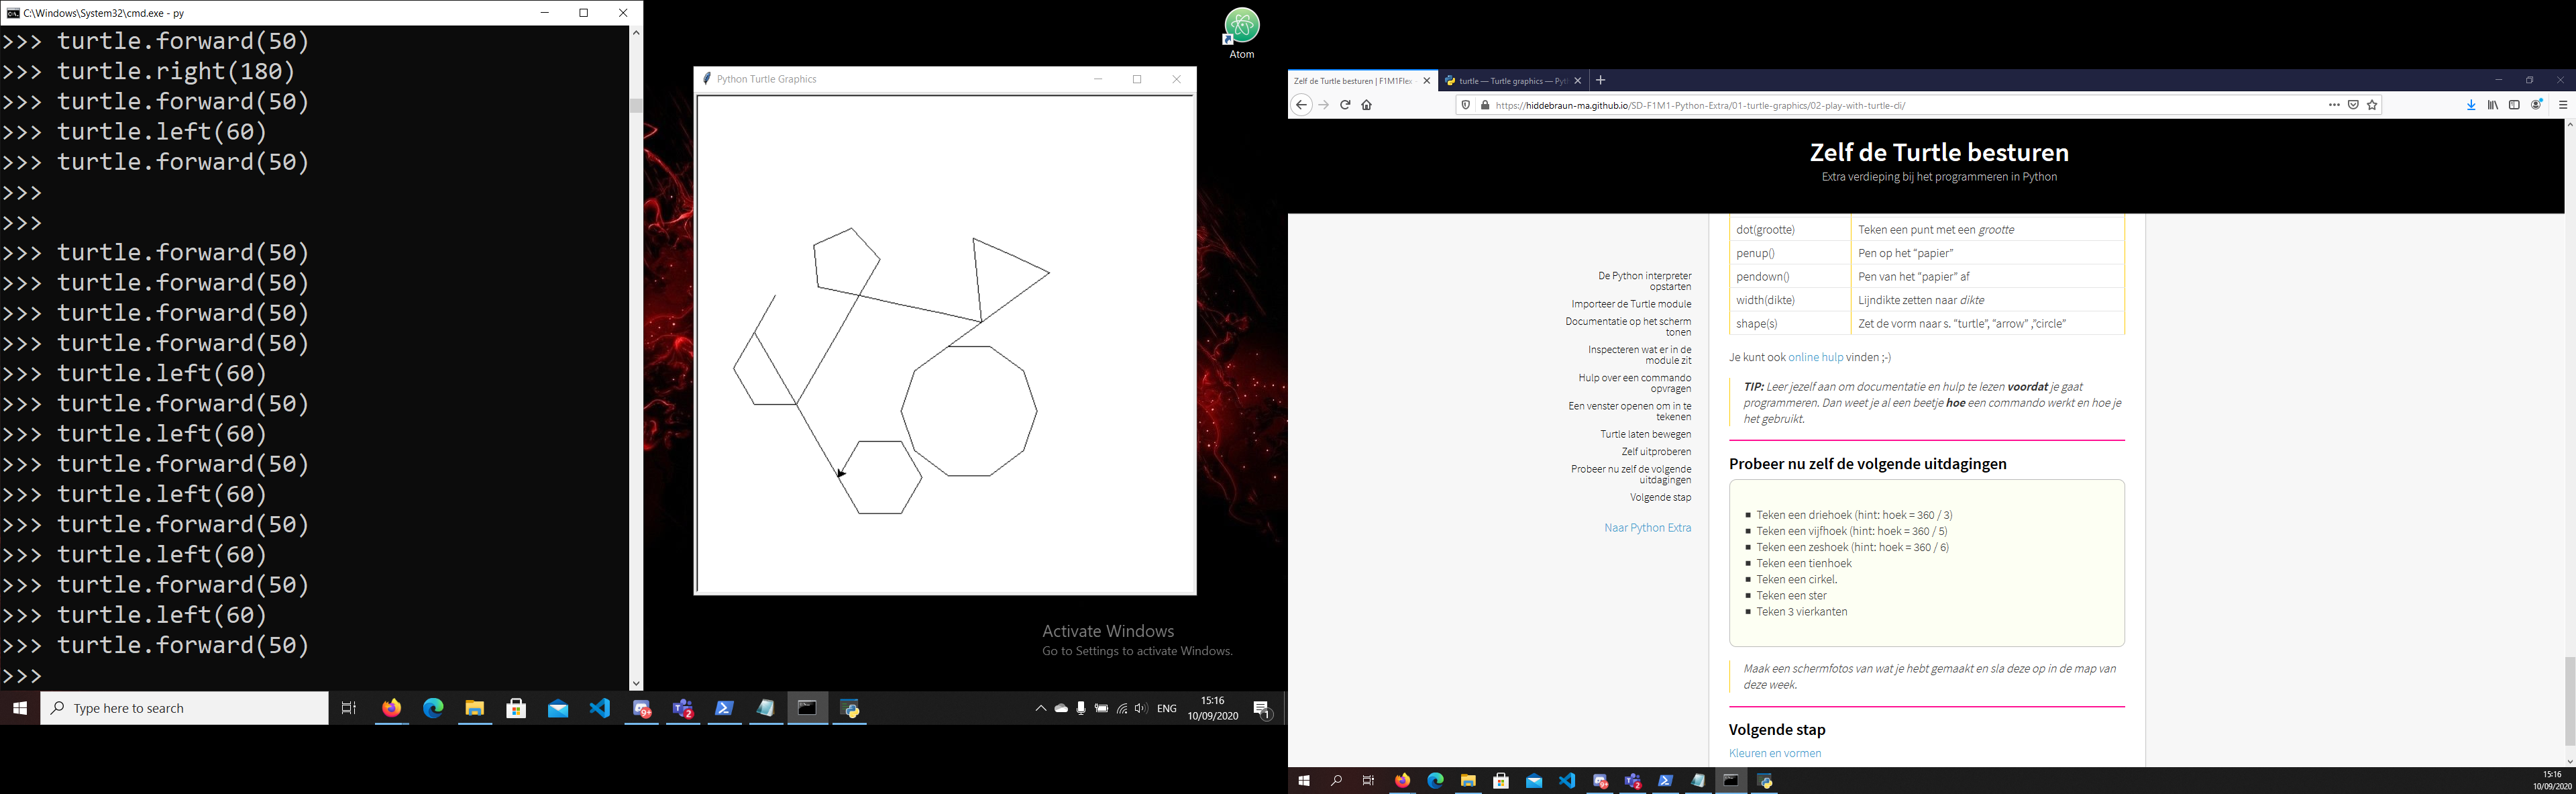 C:\Windows\System32\cmd.exe - py
>>> turtle.forward(50)
>>> turtle.right(180)
>>> turtle.forward(50)
>>> turtle.left(60)
>>> turtle.forward(50)
>>>
>>>
>>> turtle.forward(50)
>>> turtle.forward(50)
>>> turtle.forward(50)
>>> turtle.forward(50)
>>> turtle.left(60)
>>> turtle.forward(50)
>>> turtle.left(60)
>>> turtle.forward(50)
>>> turtle.left(60)
>>> turtle.forward(50)
>>> turtle.left(60)
>>> turtle.forward(50)
>>> turtle.left(60)
>>> turtle.forward(50)
>>>
Python Turtle Graphics
Atom
Activate Windows
Go to Settings to activate Windows.
Type here to search
ENG
15:16
10/09/2020
1
Zelf de Turtle besturen | F1M1Flex
turtle — Turtle graphics — Pyt
https://hiddebraun-ma.github.io/SD-F1M1-Python-Extra/01-turtle-graphics/02-play-with-turtle-cli/
Zelf de Turtle besturen
Extra verdieping bij het programmeren in Python
De Python interpreter
opstarten
Importeer de Turtle module
Documentatie op het scherm
tonen
Inspecteren wat er in de
module zit
Hulp over een commando
opvragen
Een venster openen om in te
tekenen
Turtle laten bewegen
Zelf uitproberen
Probeer nu zelf de volgende
uitdagingen
Volgende stap
Naar Python Extra
dot(grootte) Teken een punt met een grootte
penup() Pen op het “papier”
pendown() Pen van het “papier” af
width(dikte) Lijndikte zetten naar dikte
shape(s) Zet de vorm naar s. “turtle”, “arrow” ,”circle”
Je kunt ook online hulp vinden ;-)
TIP: Leer jezelf aan om documentatie en hulp te lezen voordat je gaat
programmeren. Dan weet je al een beetje hoe een commando werkt en hoe je
het gebruikt.
Probeer nu zelf de volgende uitdagingen
Teken een driehoek (hint: hoek = 360 / 3)
Teken een vijfhoek (hint: hoek = 360 / 5)
Teken een zeshoek (hint: hoek = 360 / 6)
Teken een tienhoek
Teken een cirkel.
Teken een ster
Teken 3 vierkanten
Maak een schermfotos van wat je hebt gemaakt en sla deze op in de map van
deze week.
Volgende stap
Kleuren en vormen
15:16
10/09/2020